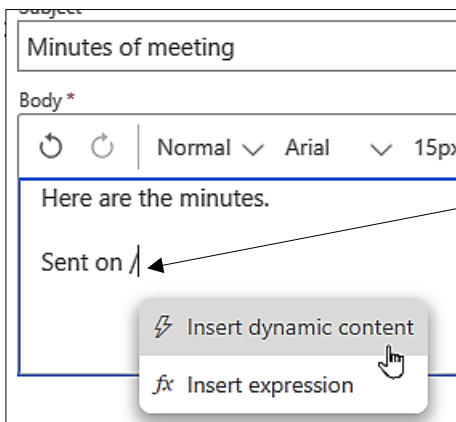 Subject
Minutes of meeting
Body *
Normal Arial 15px
Here are the minutes.
Sent on /
Insert dynamic content
fx Insert expression